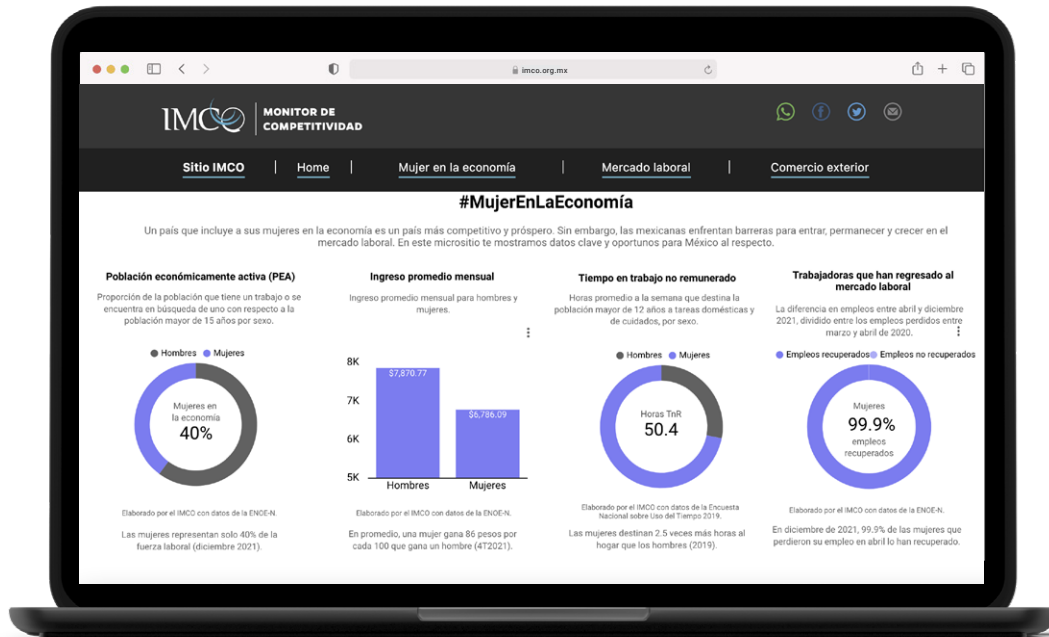 imco.org.mx
IMCO
MONITOR DE
COMPETITIVIDAD
Sitio IMCO | Home | Mujer en la economía | Mercado laboral | Comercio exterior
#MujerEnLaEconomía
Un país que incluye a sus mujeres en la economía es un país más competitivo y próspero. Sin embargo, las mexicanas enfrentan barreras para entrar, permanecer y crecer en el
mercado laboral. En este micrositio te mostramos datos clave y oportunos para México al respecto.
Población económicamente activa (PEA)
Proporción de la población que tiene un trabajo o se
encuentra en búsqueda de uno con respecto a la
población mayor de 15 años por sexo.
Hombres Mujeres
Mujeres en
la economía
40%
Elaborado por el IMCO con datos de la ENOE-N.
Las mujeres representan solo 40% de la
fuerza laboral (diciembre 2021).
Ingreso promedio mensual
Ingreso promedio mensual para hombres y
mujeres.
8K
$7,870.77
7K
$6,786.09
6K
5K
Hombres Mujeres
Elaborado por el IMCO con datos de la ENOE-N.
En promedio, una mujer gana 86 pesos por
cada 100 que gana un hombre (4T2021).
Tiempo en trabajo no remunerado
Horas promedio a la semana que destina la
población mayor de 12 años a tareas domésticas y
de cuidados, por sexo.
Hombres Mujeres
Horas TnR
50.4
Elaborado por el IMCO con datos de la Encuesta
Nacional sobre Uso del Tiempo 2019.
Las mujeres destinan 2.5 veces más horas al
hogar que los hombres (2019).
Trabajadoras que han regresado al
mercado laboral
La diferencia en empleos entre abril y diciembre
2021, dividido entre los empleos perdidos entre
marzo y abril de 2020.
Empleos recuperados Empleos no recuperados
Mujeres
99.9%
empleos
recuperados
Elaborado por el IMCO con datos de la ENOE-N.
En diciembre de 2021, 99.9% de las mujeres que
perdieron su empleo en abril lo han recuperado.